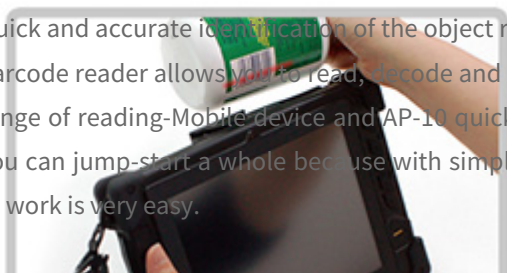 uick and accurate identification of the object
arcode reader allows you to read, decode and
nge of reading-Mobile device and AP-10 quick
ou can jump-start a whole because with simpl
work is very easy.